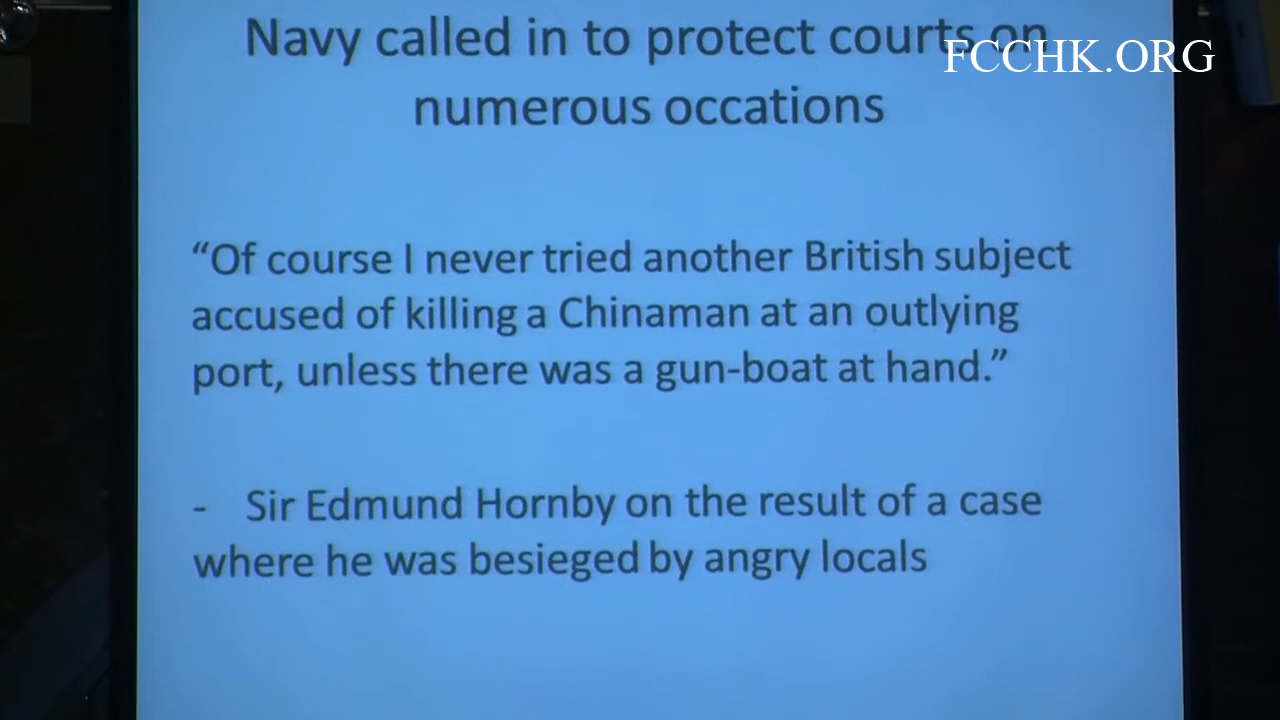 Navy called in to protect courts on
FCCHK.ORG
numerous occations
“Of course I never tried another British subject
accused of killing a Chinaman at an outlying
port, unless there was a gun-boat at hand.”
- Sir Edmund Hornby on the result of a case
where he was besieged by angry locals